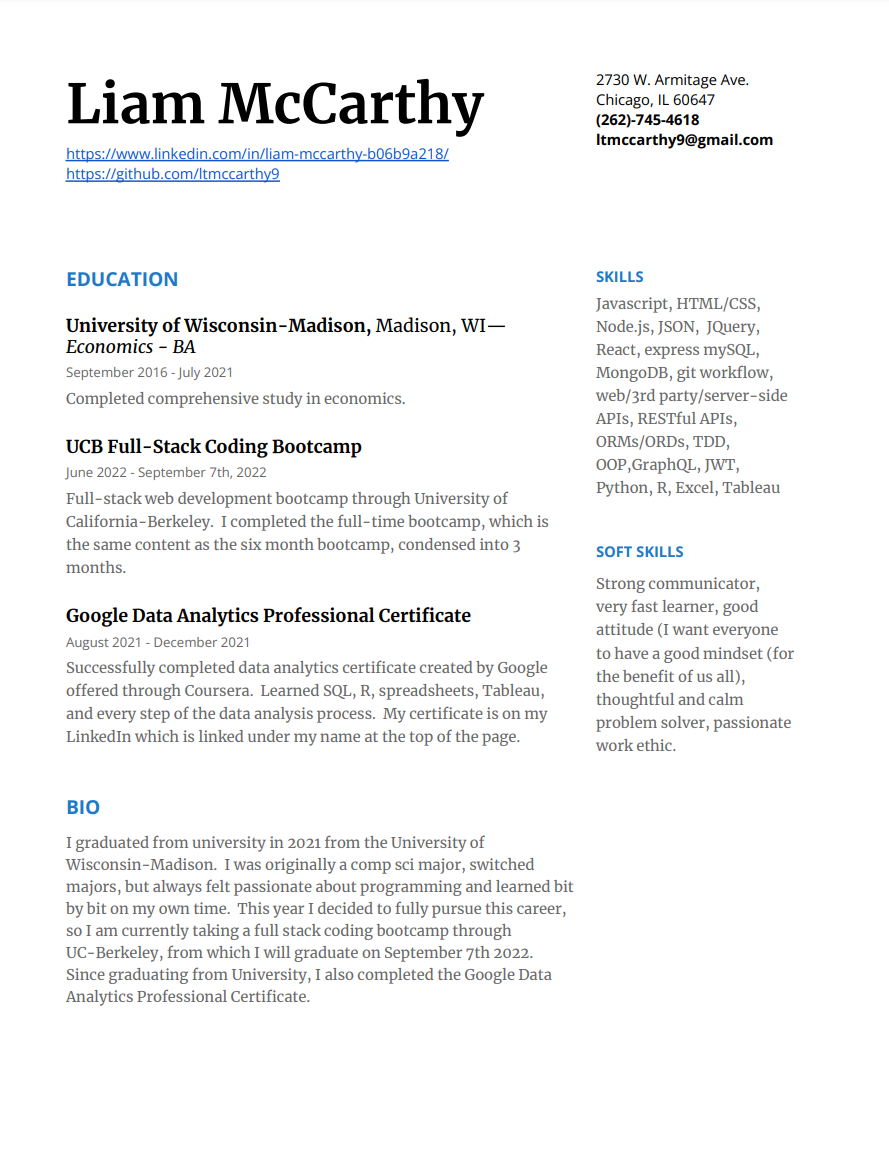 Liam McCarthy
https://www.linkedin.com/in/liam-mccarthy-b06b9a218/
https://github.com/ltmccarthy9
2730 W. Armitage Ave.
Chicago, IL 60647
(262)-745-4618
ltmccarthy9@gmail.com
EDUCATION
University of Wisconsin-Madison, Madison, WI—
Economics - BA
September 2016 - July 2021
Completed comprehensive study in economics.
UCB Full-Stack Coding Bootcamp
June 2022 - September 7th, 2022
Full-stack web development bootcamp through University of
California-Berkeley.  I completed the full-time bootcamp, which is
the same content as the six month bootcamp, condensed into 3
months.
Google Data Analytics Professional Certificate
August 2021 - December 2021
Successfully completed data analytics certificate created by Google
offered through Coursera.  Learned SQL, R, spreadsheets, Tableau,
and every step of the data analysis process.  My certificate is on my
LinkedIn which is linked under my name at the top of the page.
BIO
I graduated from university in 2021 from the University of
Wisconsin-Madison.  I was originally a comp sci major, switched
majors, but always felt passionate about programming and learned bit
by bit on my own time.  This year I decided to fully pursue this career,
so I am currently taking a full stack coding bootcamp through
UC-Berkeley, from which I will graduate on September 7th 2022.
Since graduating from University, I also completed the Google Data
Analytics Professional Certificate.
SKILLS
Javascript, HTML/CSS,
Node.js, JSON,  JQuery,
React, express mySQL,
MongoDB, git workflow,
web/3rd party/server-side
APIs, RESTful APIs,
ORMs/ORDs, TDD,
OOP,GraphQL, JWT,
Python, R, Excel, Tableau
SOFT SKILLS
Strong communicator,
very fast learner, good
attitude (I want everyone
to have a good mindset (for
the benefit of us all),
thoughtful and calm
problem solver, passionate
work ethic.